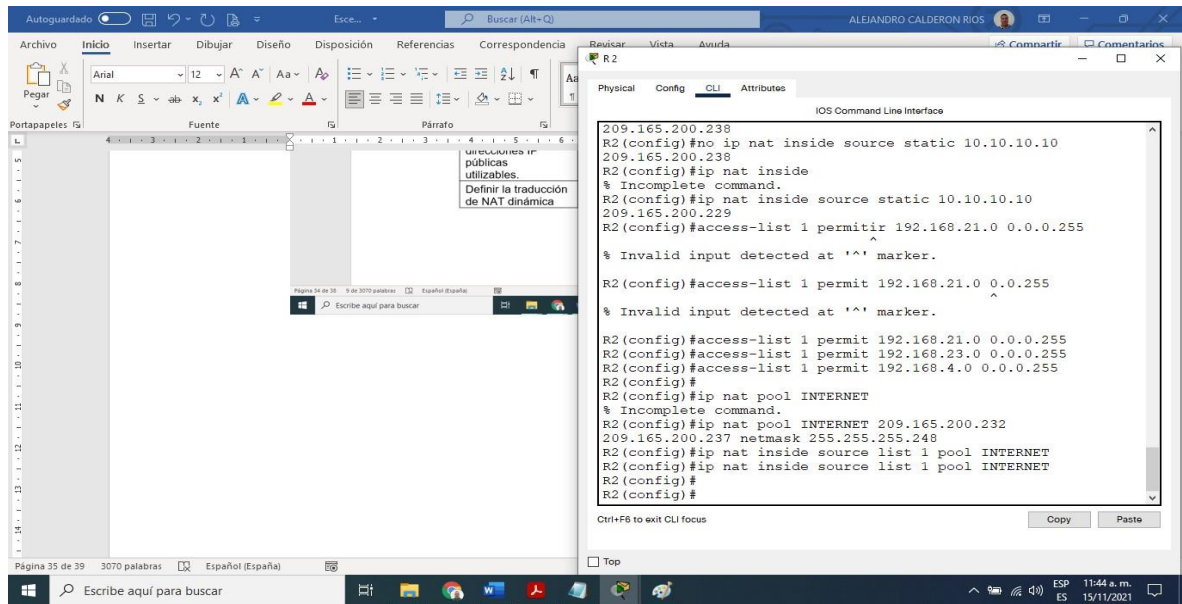 Autoguardado
Esce...
Buscar (Alt+Q)
ALEJANDRO CALDERON RIOS
Archivo Inicio Insertar Dibujar Diseño Disposición Referencias Correspondencia Revisar Vista Ayuda
Compartir Comentarios
Pegar
Arial 12
N K S ab x₂ x² A A
Portapapeles Fuente Párrafo
direcciones IP
públicas
utilizables.
Definir la traducción
de NAT dinámica
Página 34 de 38 9 de 3070 palabras Español (España)
Escribe aquí para buscar
R2
Physical Config CLI Attributes
IOS Command Line Interface
209.165.200.238
R2(config)#no ip nat inside source static 10.10.10.10
209.165.200.238
R2(config)#ip nat inside
% Incomplete command.
R2(config)#ip nat inside source static 10.10.10.10
209.165.200.229
R2(config)#access-list 1 permitir 192.168.21.0 0.0.0.255
^
% Invalid input detected at '^' marker.
R2(config)#access-list 1 permit 192.168.21.0 0.0.255
^
% Invalid input detected at '^' marker.
R2(config)#access-list 1 permit 192.168.21.0 0.0.0.255
R2(config)#access-list 1 permit 192.168.23.0 0.0.0.255
R2(config)#access-list 1 permit 192.168.4.0 0.0.0.255
R2(config)#
R2(config)#ip nat pool INTERNET
% Incomplete command.
R2(config)#ip nat pool INTERNET 209.165.200.232
209.165.200.237 netmask 255.255.255.248
R2(config)#ip nat inside source list 1 pool INTERNET
R2(config)#ip nat inside source list 1 pool INTERNET
R2(config)#
R2(config)#
Ctrl+F6 to exit CLI focus
Copy Paste
Top
Página 35 de 39 3070 palabras Español (España)
Escribe aquí para buscar
ESP 11:44 a. m.
ES 15/11/2021